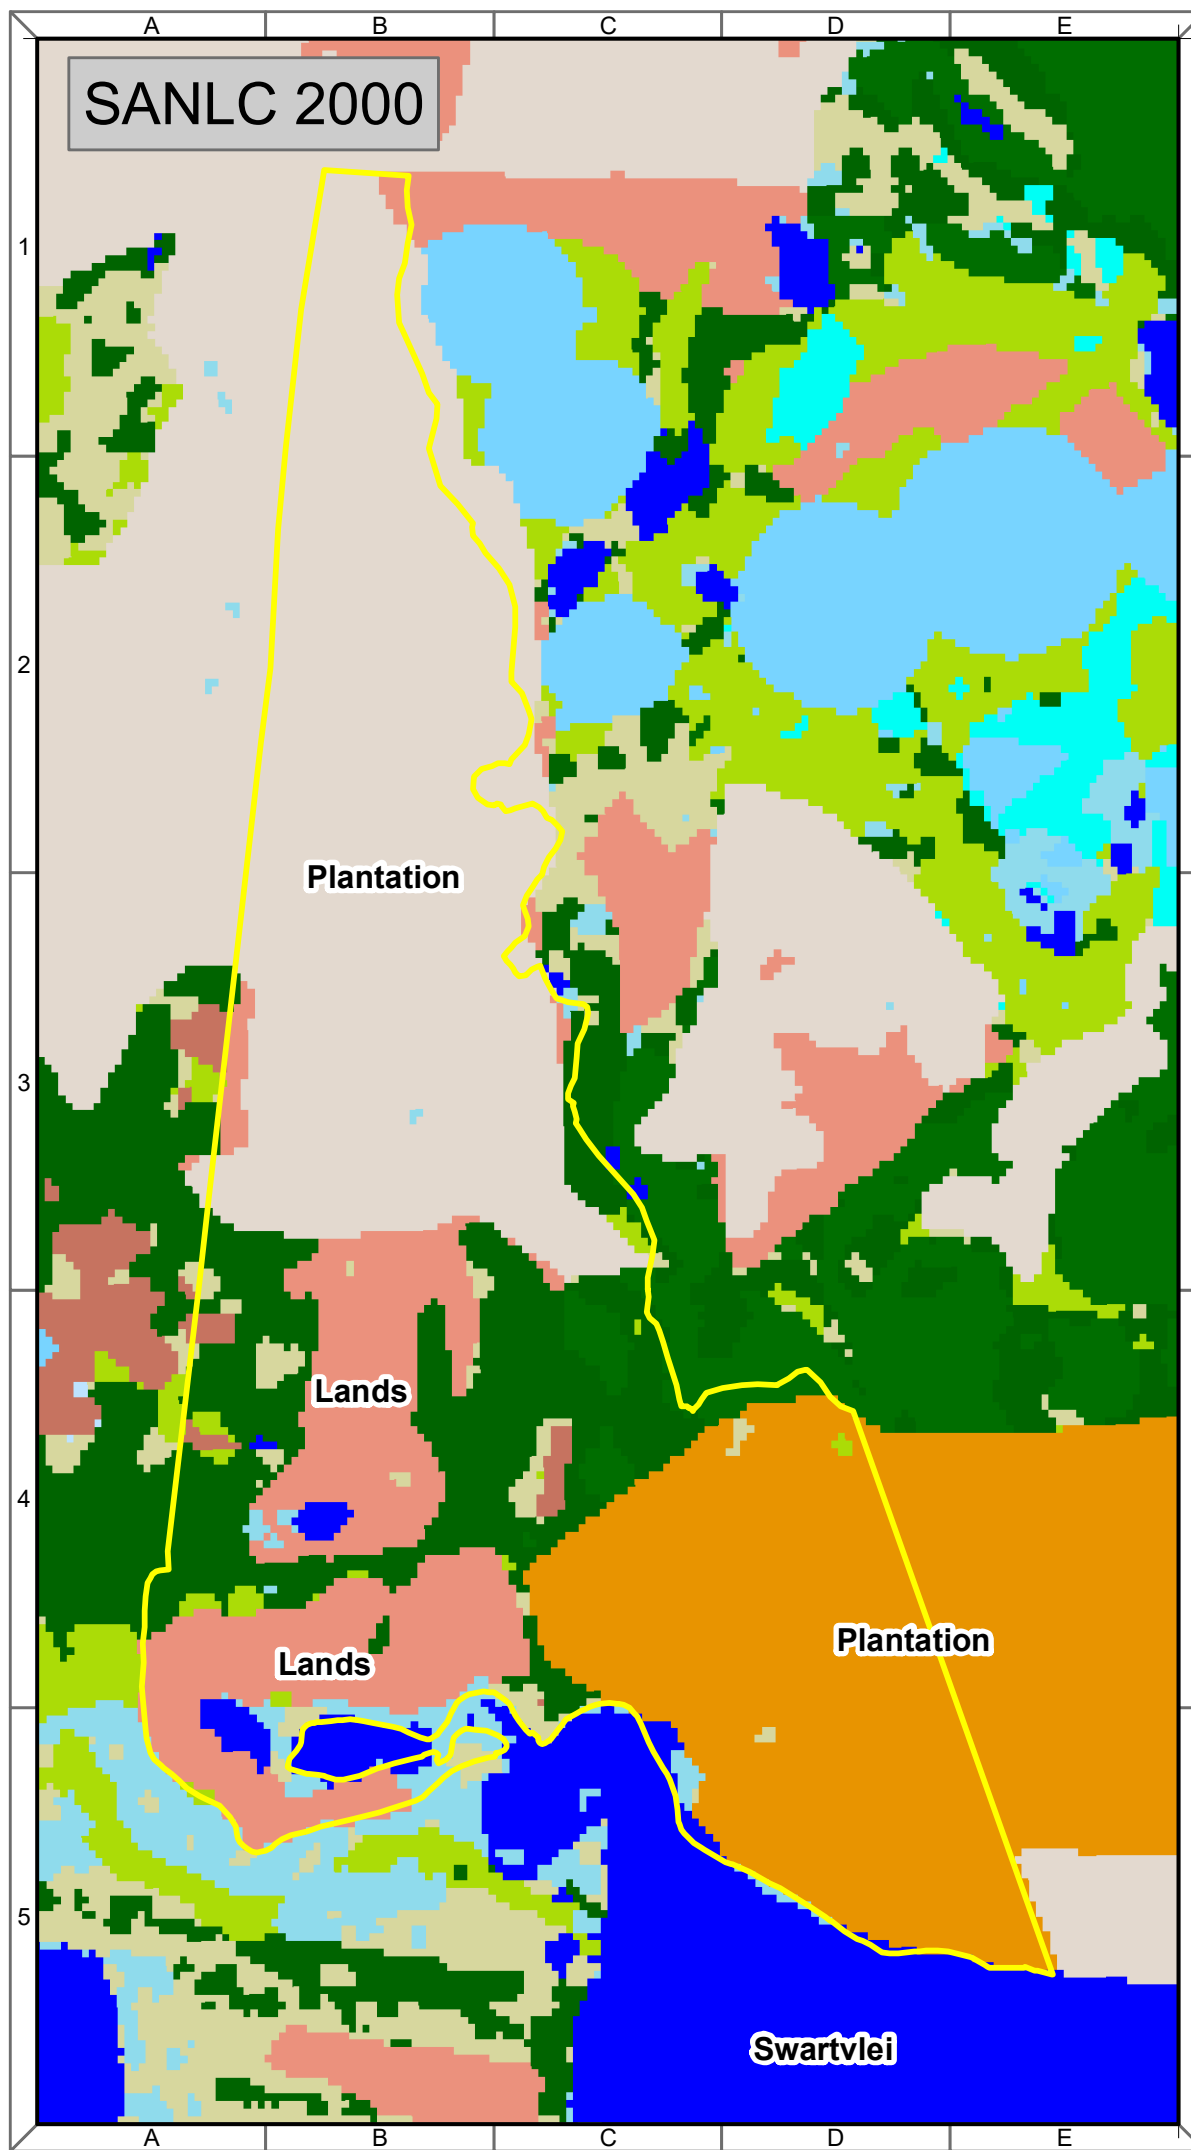 A B C D E
SANLC 2000
1
2
Plantation
3
Lands
4
Plantation
Lands
5
Swartvlei
A B C D E